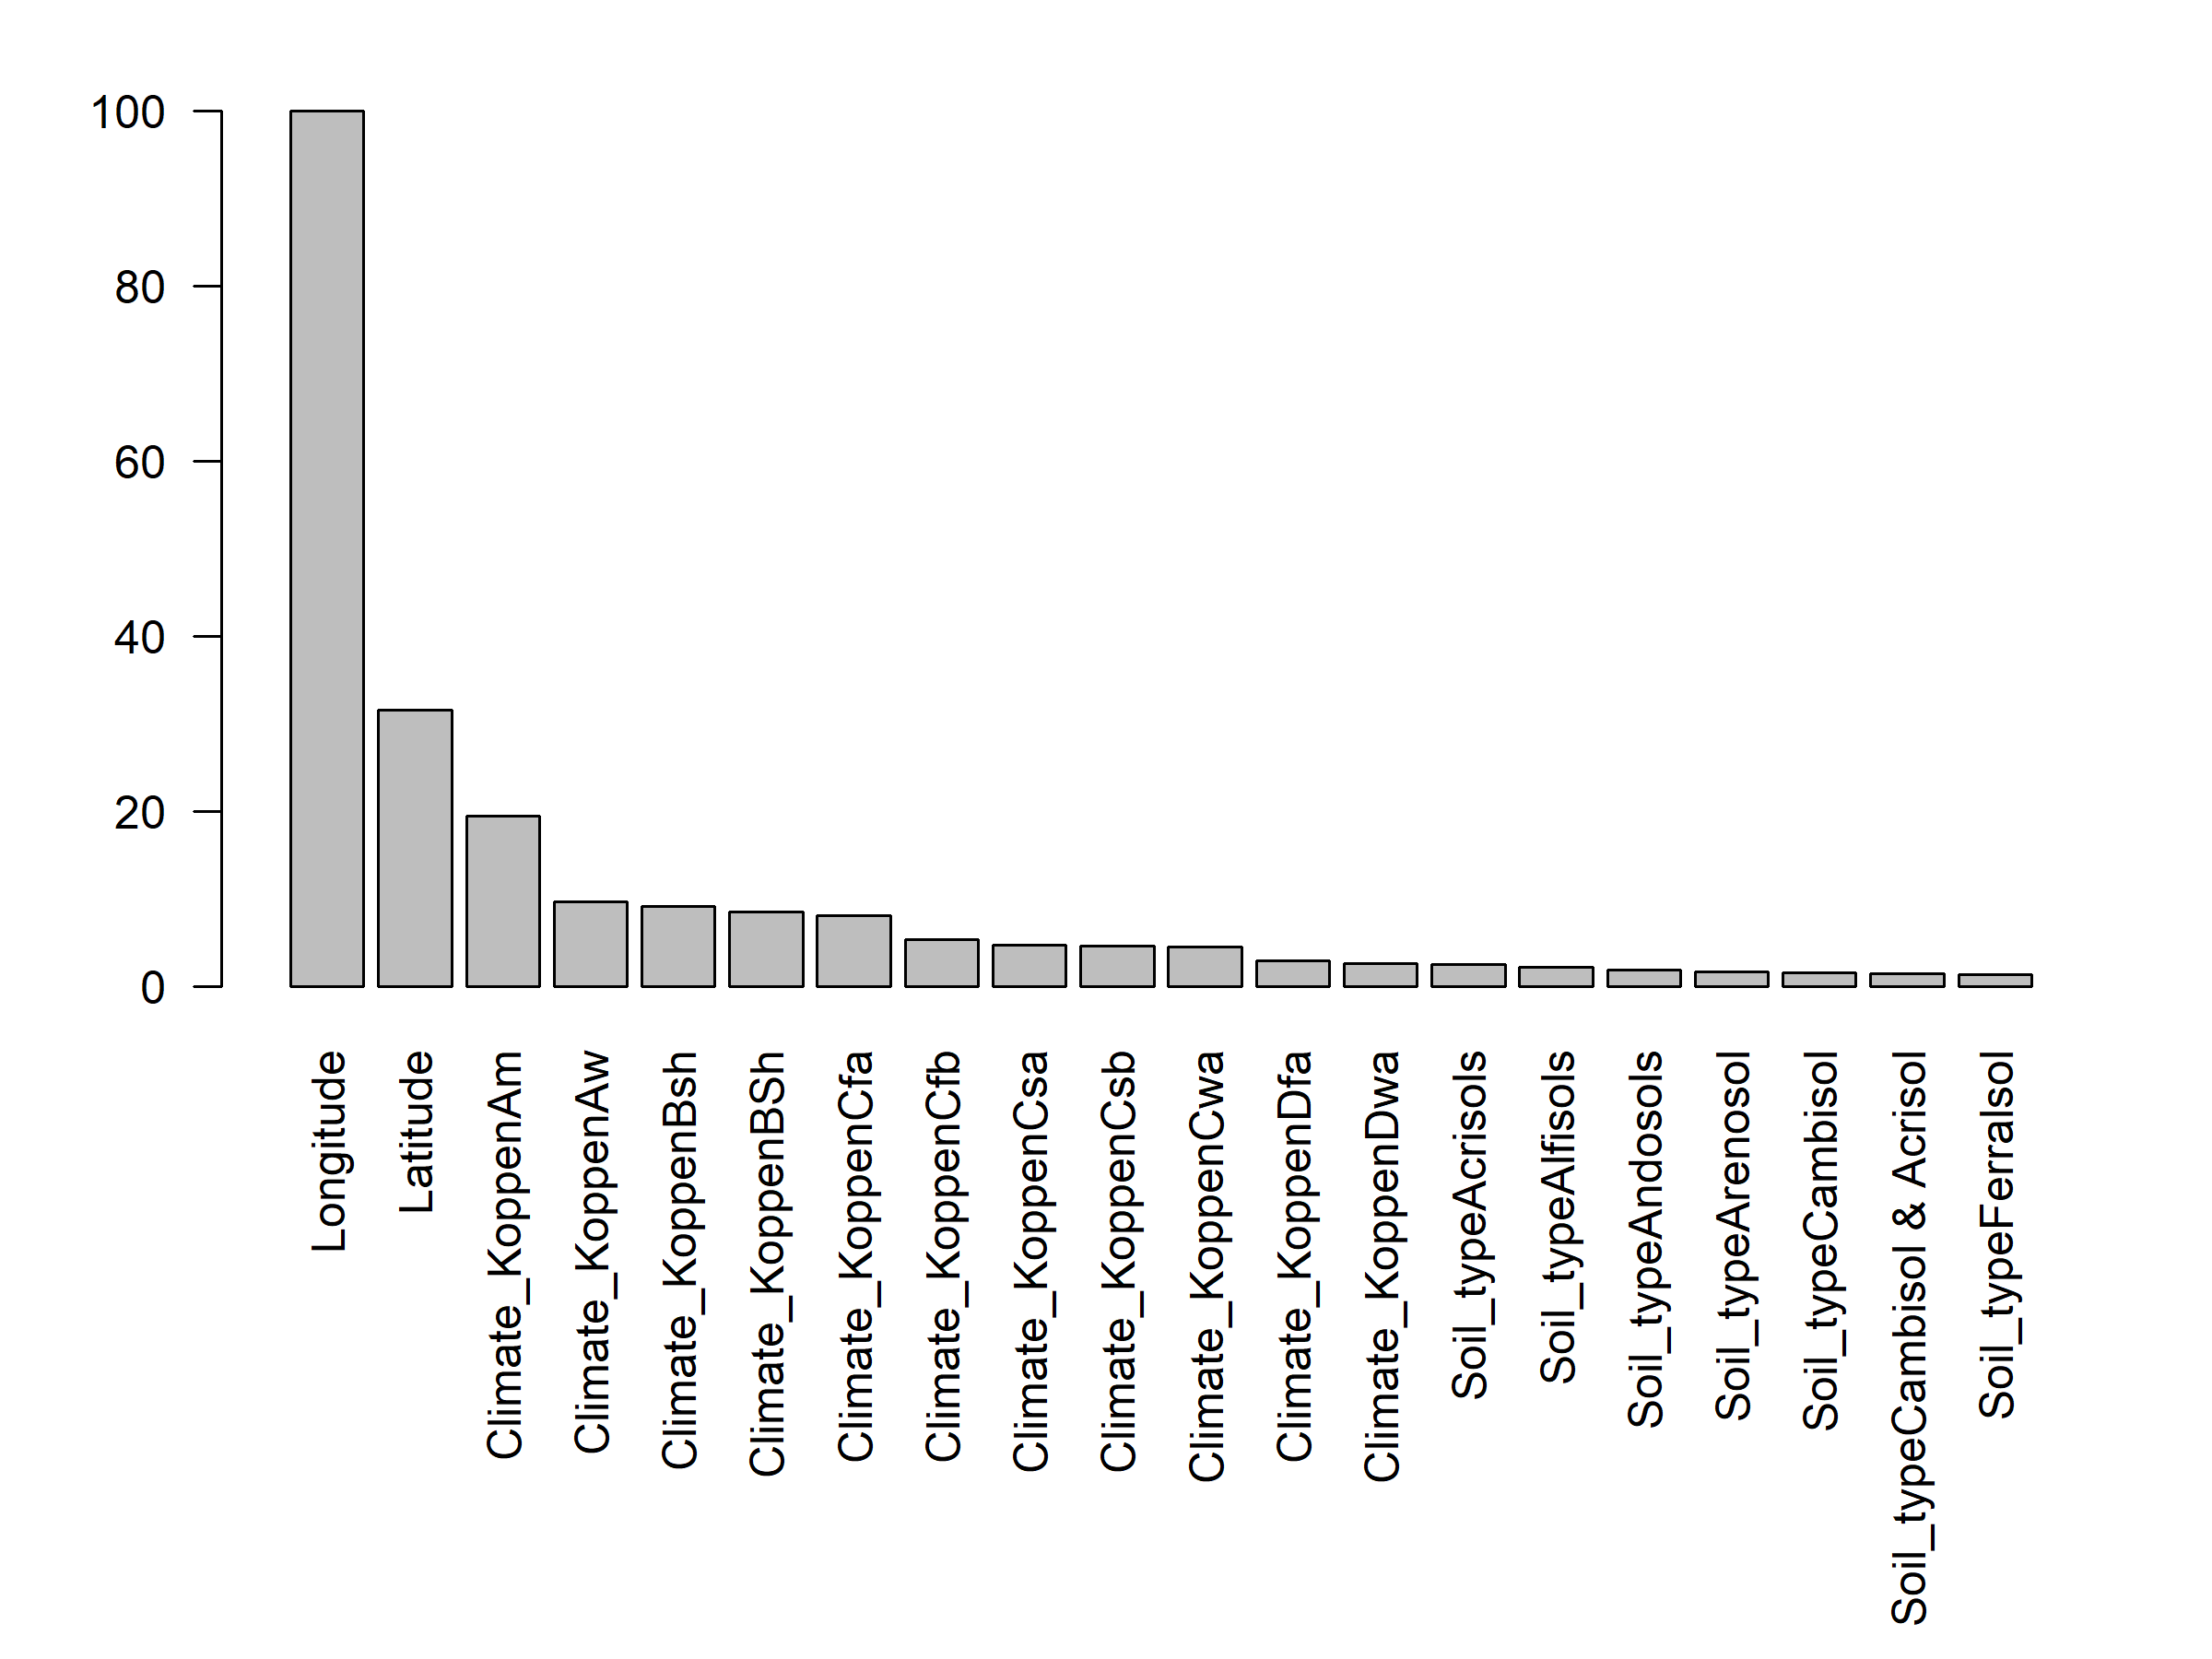 100
80
60
40
20
0
Longitude
Latitude
Climate_KoppenAm
Climate_KoppenAw
Climate_KoppenBsh
Climate_KoppenBSh
Climate_KoppenCfa
Climate_KoppenCfb
Climate_KoppenCsa
Climate_KoppenCsb
Climate_KoppenCwa
Climate_KoppenDfa
Climate_KoppenDwa
Soil_typeAcrisols
Soil_typeAlfisols
Soil_typeAndosols
Soil_typeArenosol
Soil_typeCambisol
Soil_typeCambisol & Acrisol
Soil_typeFerralsol